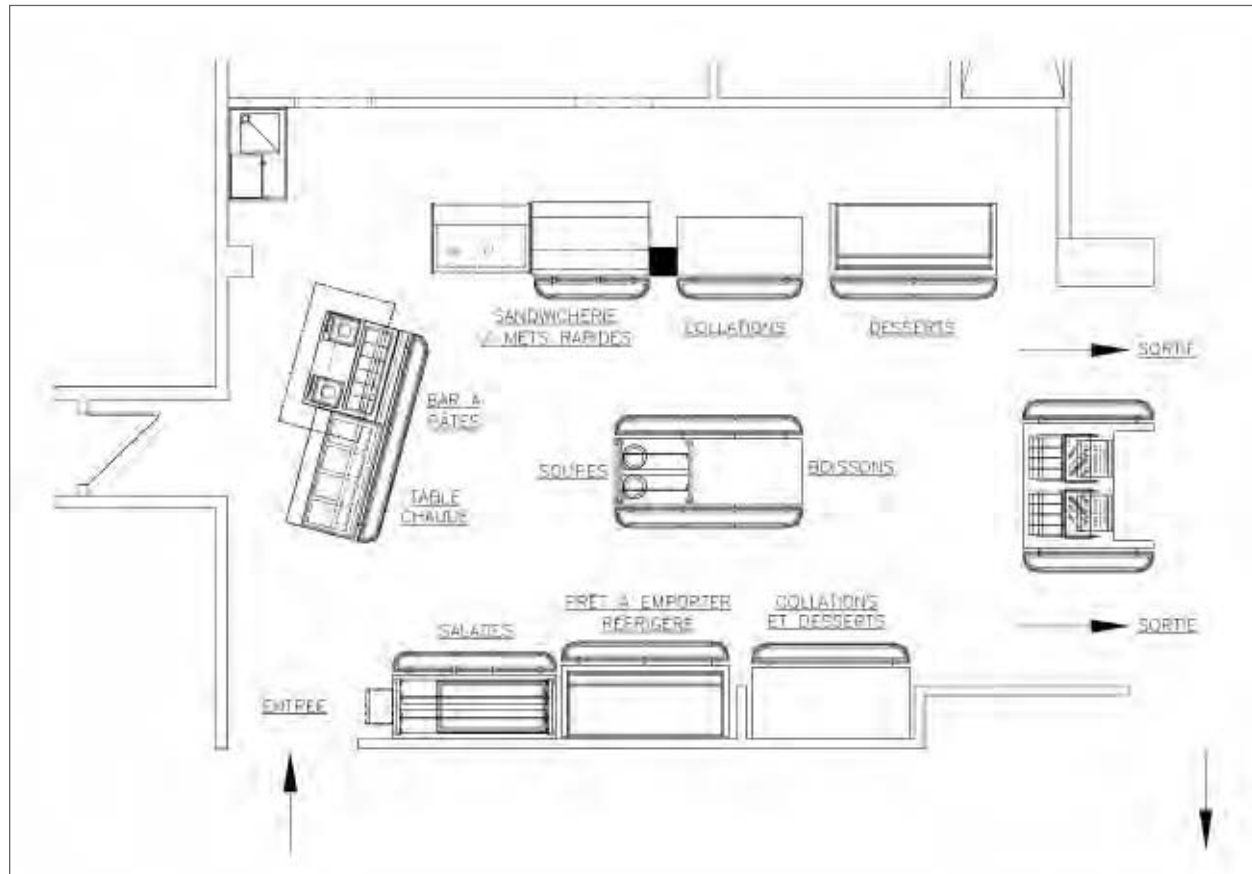 SANDWICHERIE
/ METS RAPIDES
COLLATIONS
DESSERTS
SORTIE
BAR À
PÂTES
SOUPES
BOISSONS
TABLE
CHAUDE
PRÊT À EMPORTER
RÉFRIGÉRÉ
COLLATIONS
ET DESSERTS
SALADES
SORTIE
ENTRÉE